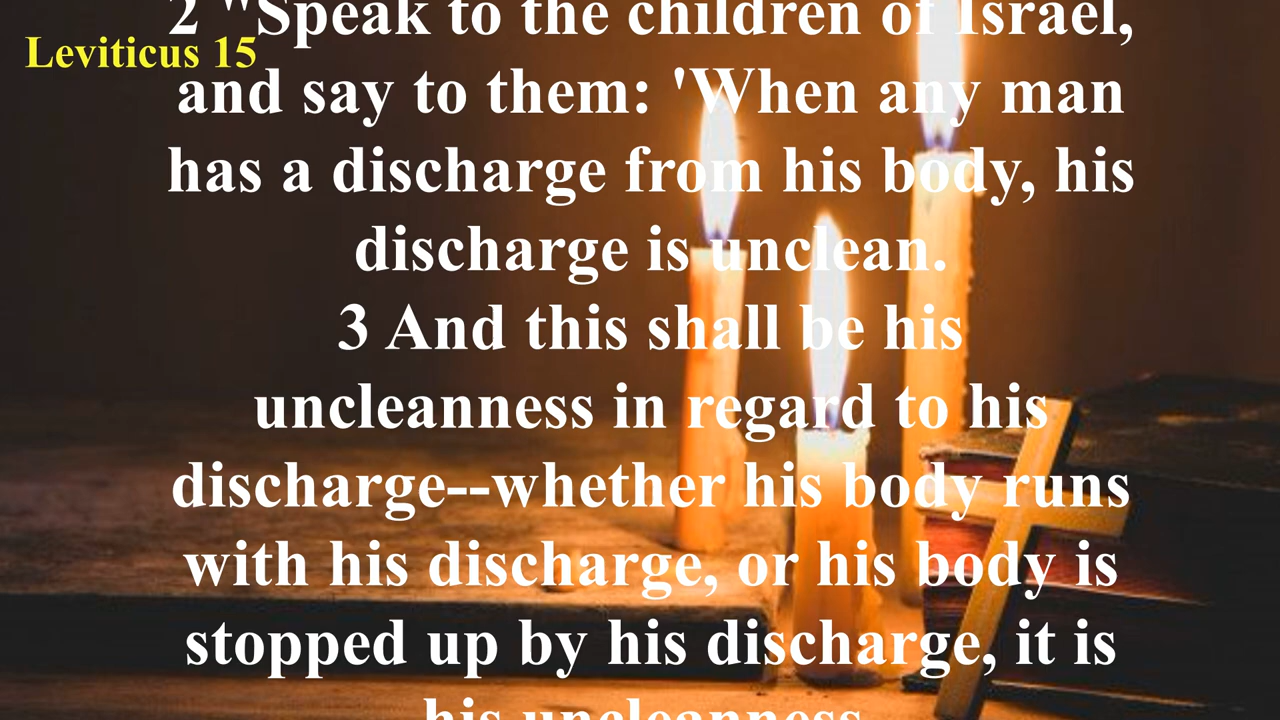 2 "Speak to the children of Israel,
Leviticus 15
and say to them: 'When any man
has a discharge from his body, his
discharge is unclean.
3 And this shall be his
uncleanness in regard to his
discharge--whether his body runs
with his discharge, or his body is
stopped up by his discharge, it is
his uncleanness.